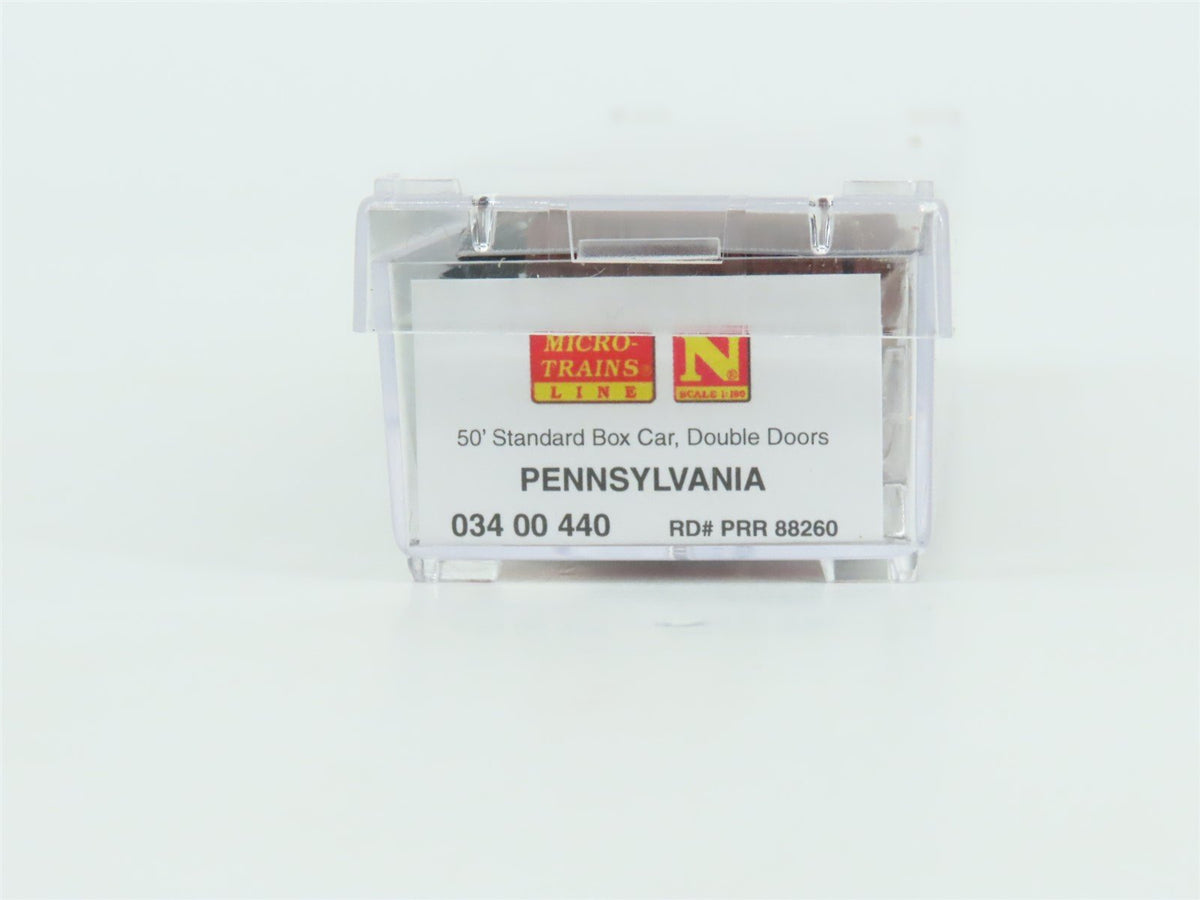 MICRO-
TRAINS®
LINE
N®
SCALE 1:160
50' Standard Box Car, Double Doors
PENNSYLVANIA
034 00 440 RD# PRR 88260